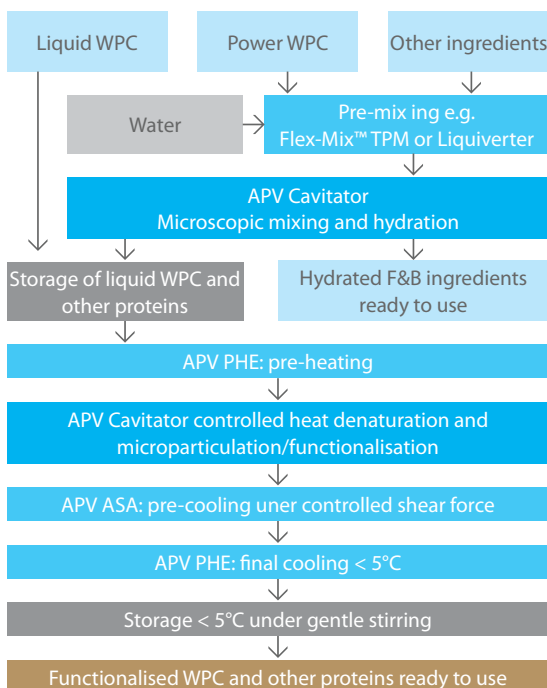 Liquid WPC
Power WPC
Other ingredients
Water
Pre-mix ing e.g.
Flex-Mix™ TPM or Liquiverter
APV Cavitator
Microscopic mixing and hydration
Storage of liquid WPC and
other proteins
Hydrated F&B ingredients
ready to use
APV PHE: pre-heating
APV Cavitator controlled heat denaturation and
microparticulation/functionalisation
APV ASA: pre-cooling uner controlled shear force
APV PHE: final cooling < 5°C
Storage < 5°C under gentle stirring
Functionalised WPC and other proteins ready to use